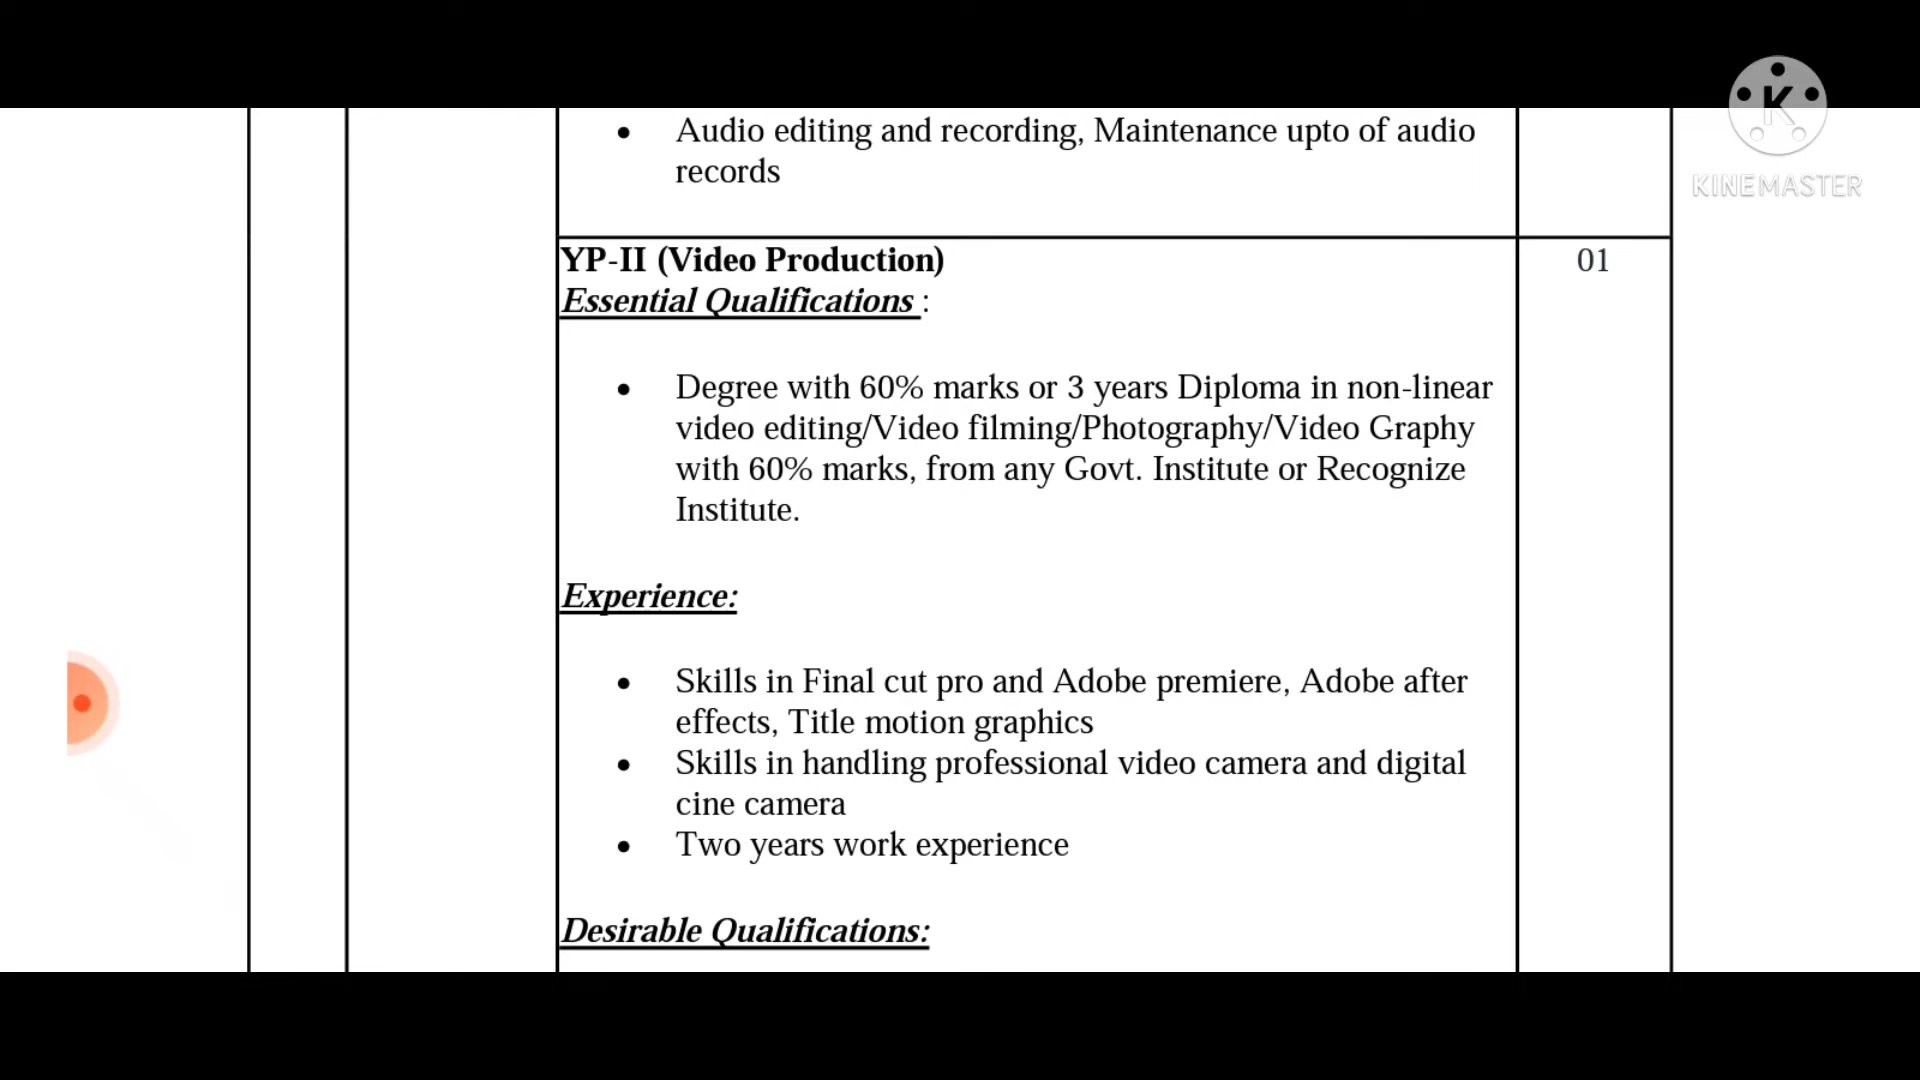 Audio editing and recording, Maintenance upto of audio
records
KINEMASTER
YP-II (Video Production)
01
Essential Qualifications :
Degree with 60% marks or 3 years Diploma in non-linear
video editing/Video filming/Photography/Video Graphy
with 60% marks, from any Govt. Institute or Recognize
Institute.
Experience:
Skills in Final cut pro and Adobe premiere, Adobe after
effects, Title motion graphics
Skills in handling professional video camera and digital
cine camera
Two years work experience
Desirable Qualifications: